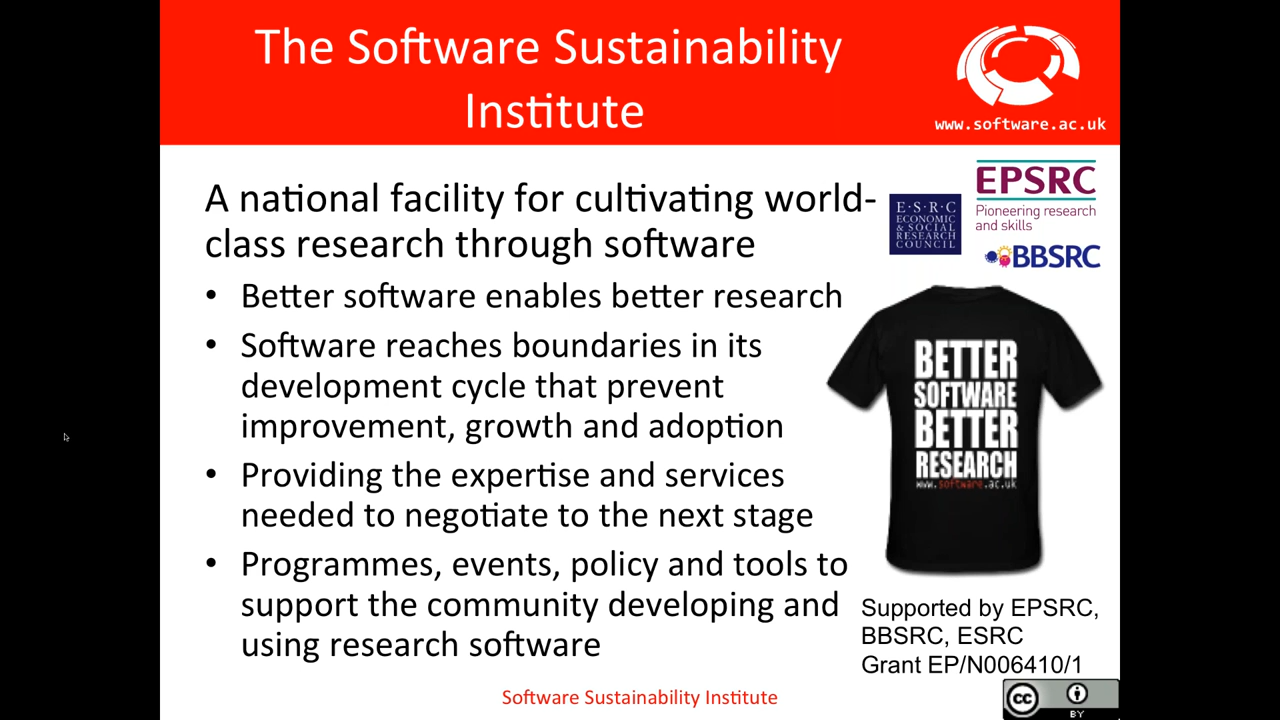 The Software Sustainability
Institute
www.software.ac.uk
A national facility for cultivating world-
class research through software
• Better software enables better research
• Software reaches boundaries in its
development cycle that prevent
improvement, growth and adoption
• Providing the expertise and services
needed to negotiate to the next stage
• Programmes, events, policy and tools to
support the community developing and
using research software
E·S·R·C
ECONOMIC
& SOCIAL
RESEARCH
COUNCIL
EPSRC
Pioneering research
and skills
BBSRC
BETTER
SOFTWARE
BETTER
RESEARCH
www.software.ac.uk
Supported by EPSRC,
BBSRC, ESRC
Grant EP/N006410/1
Software Sustainability Institute
cc
BY